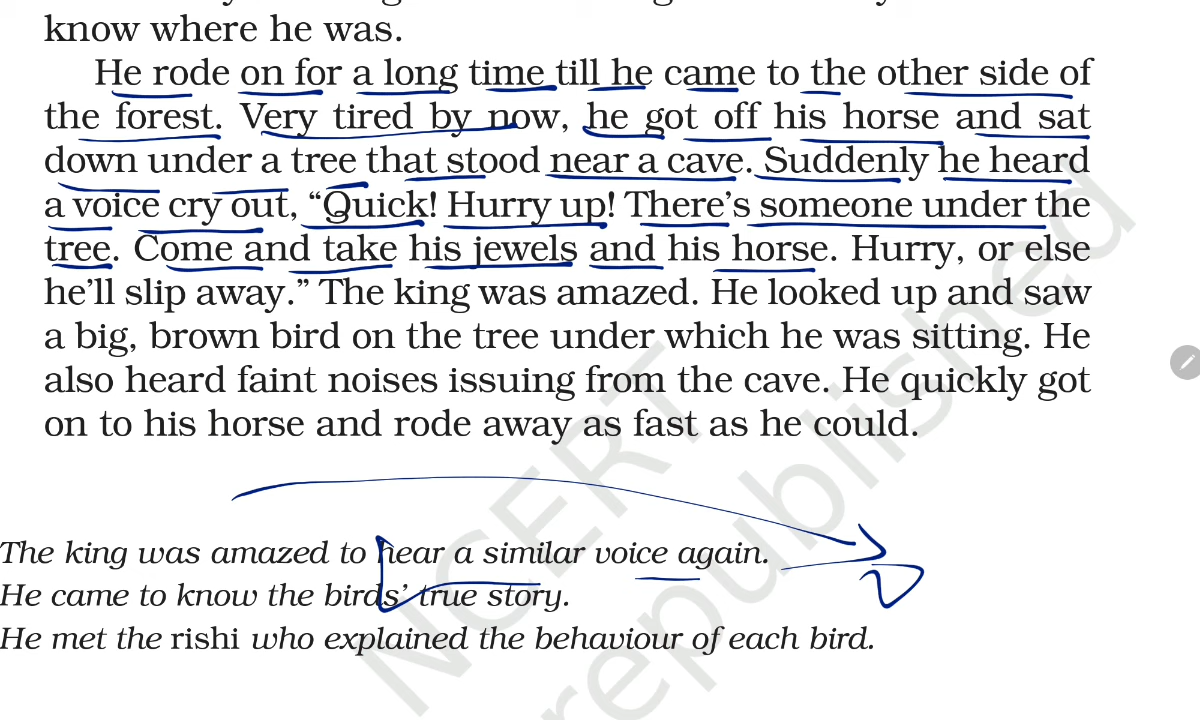 know where he was.
He rode on for a long time till he came to the other side of
the forest. Very tired by now, he got off his horse and sat
down under a tree that stood near a cave. Suddenly he heard
a voice cry out, “Quick! Hurry up! There’s someone under the
tree. Come and take his jewels and his horse. Hurry, or else
he’ll slip away.” The king was amazed. He looked up and saw
a big, brown bird on the tree under which he was sitting. He
also heard faint noises issuing from the cave. He quickly got
on to his horse and rode away as fast as he could.
The king was amazed to hear a similar voice again.
He came to know the birds’ true story.
He met the rishi who explained the behaviour of each bird.
NCERT
republished